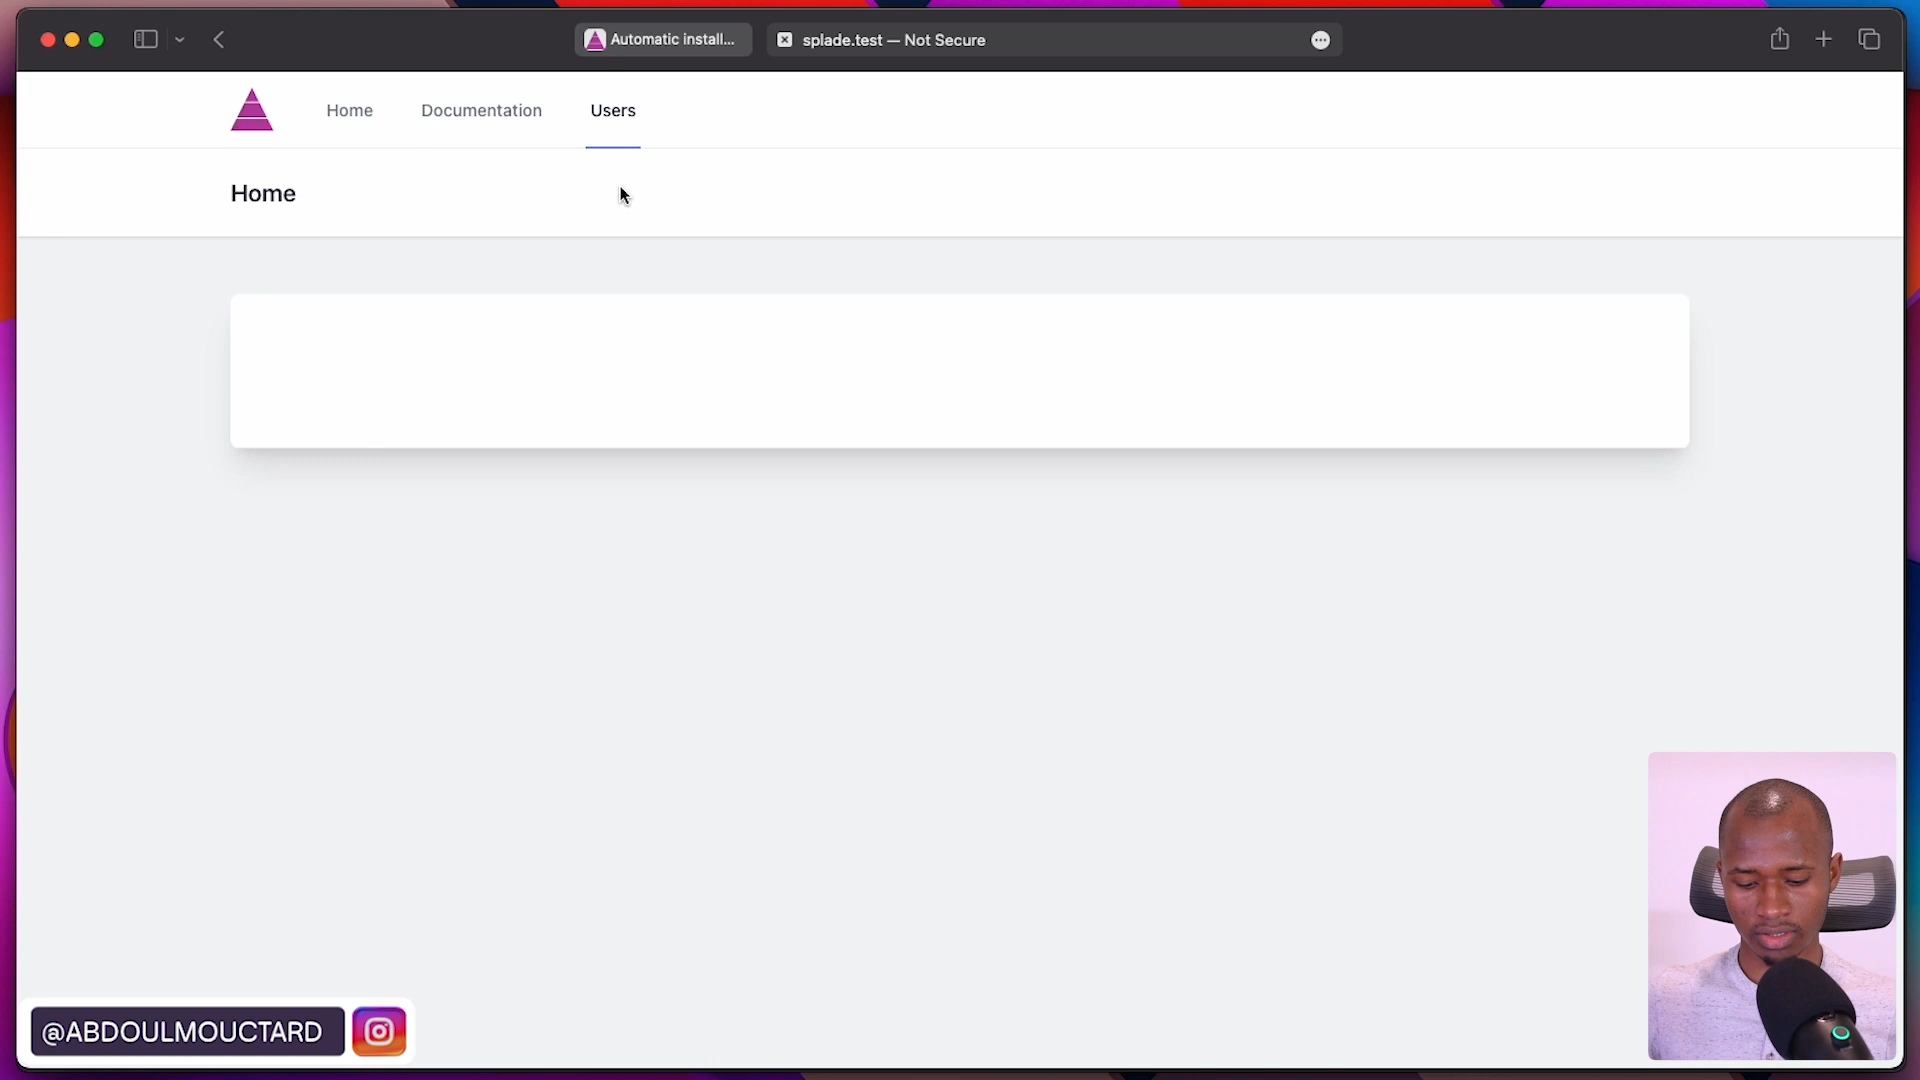 Automatic install...
splade.test — Not Secure
Home
Documentation
Users
Home
@ABDOULMOUCTARD